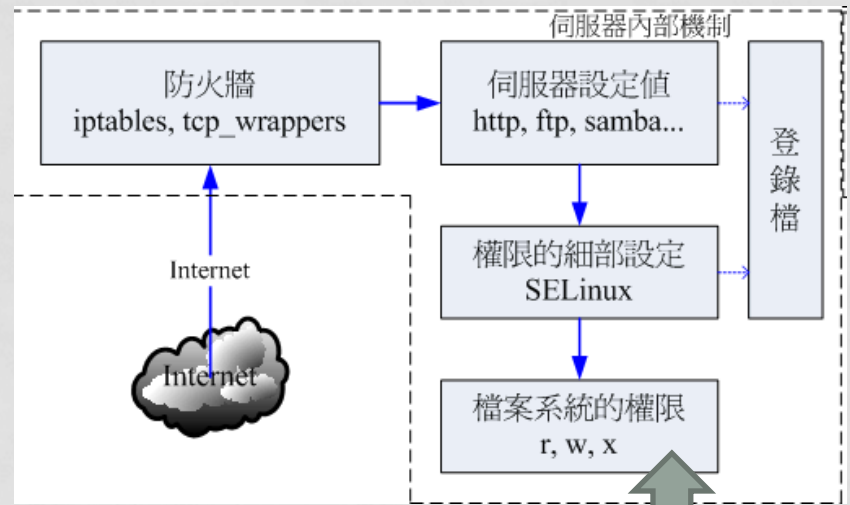 伺服器內部機制
防火牆
iptables, tcp_wrappers
伺服器設定值
http, ftp, samba...
登錄檔
權限的細部設定
SELinux
Internet
Internet
檔案系統的權限
r, w, x